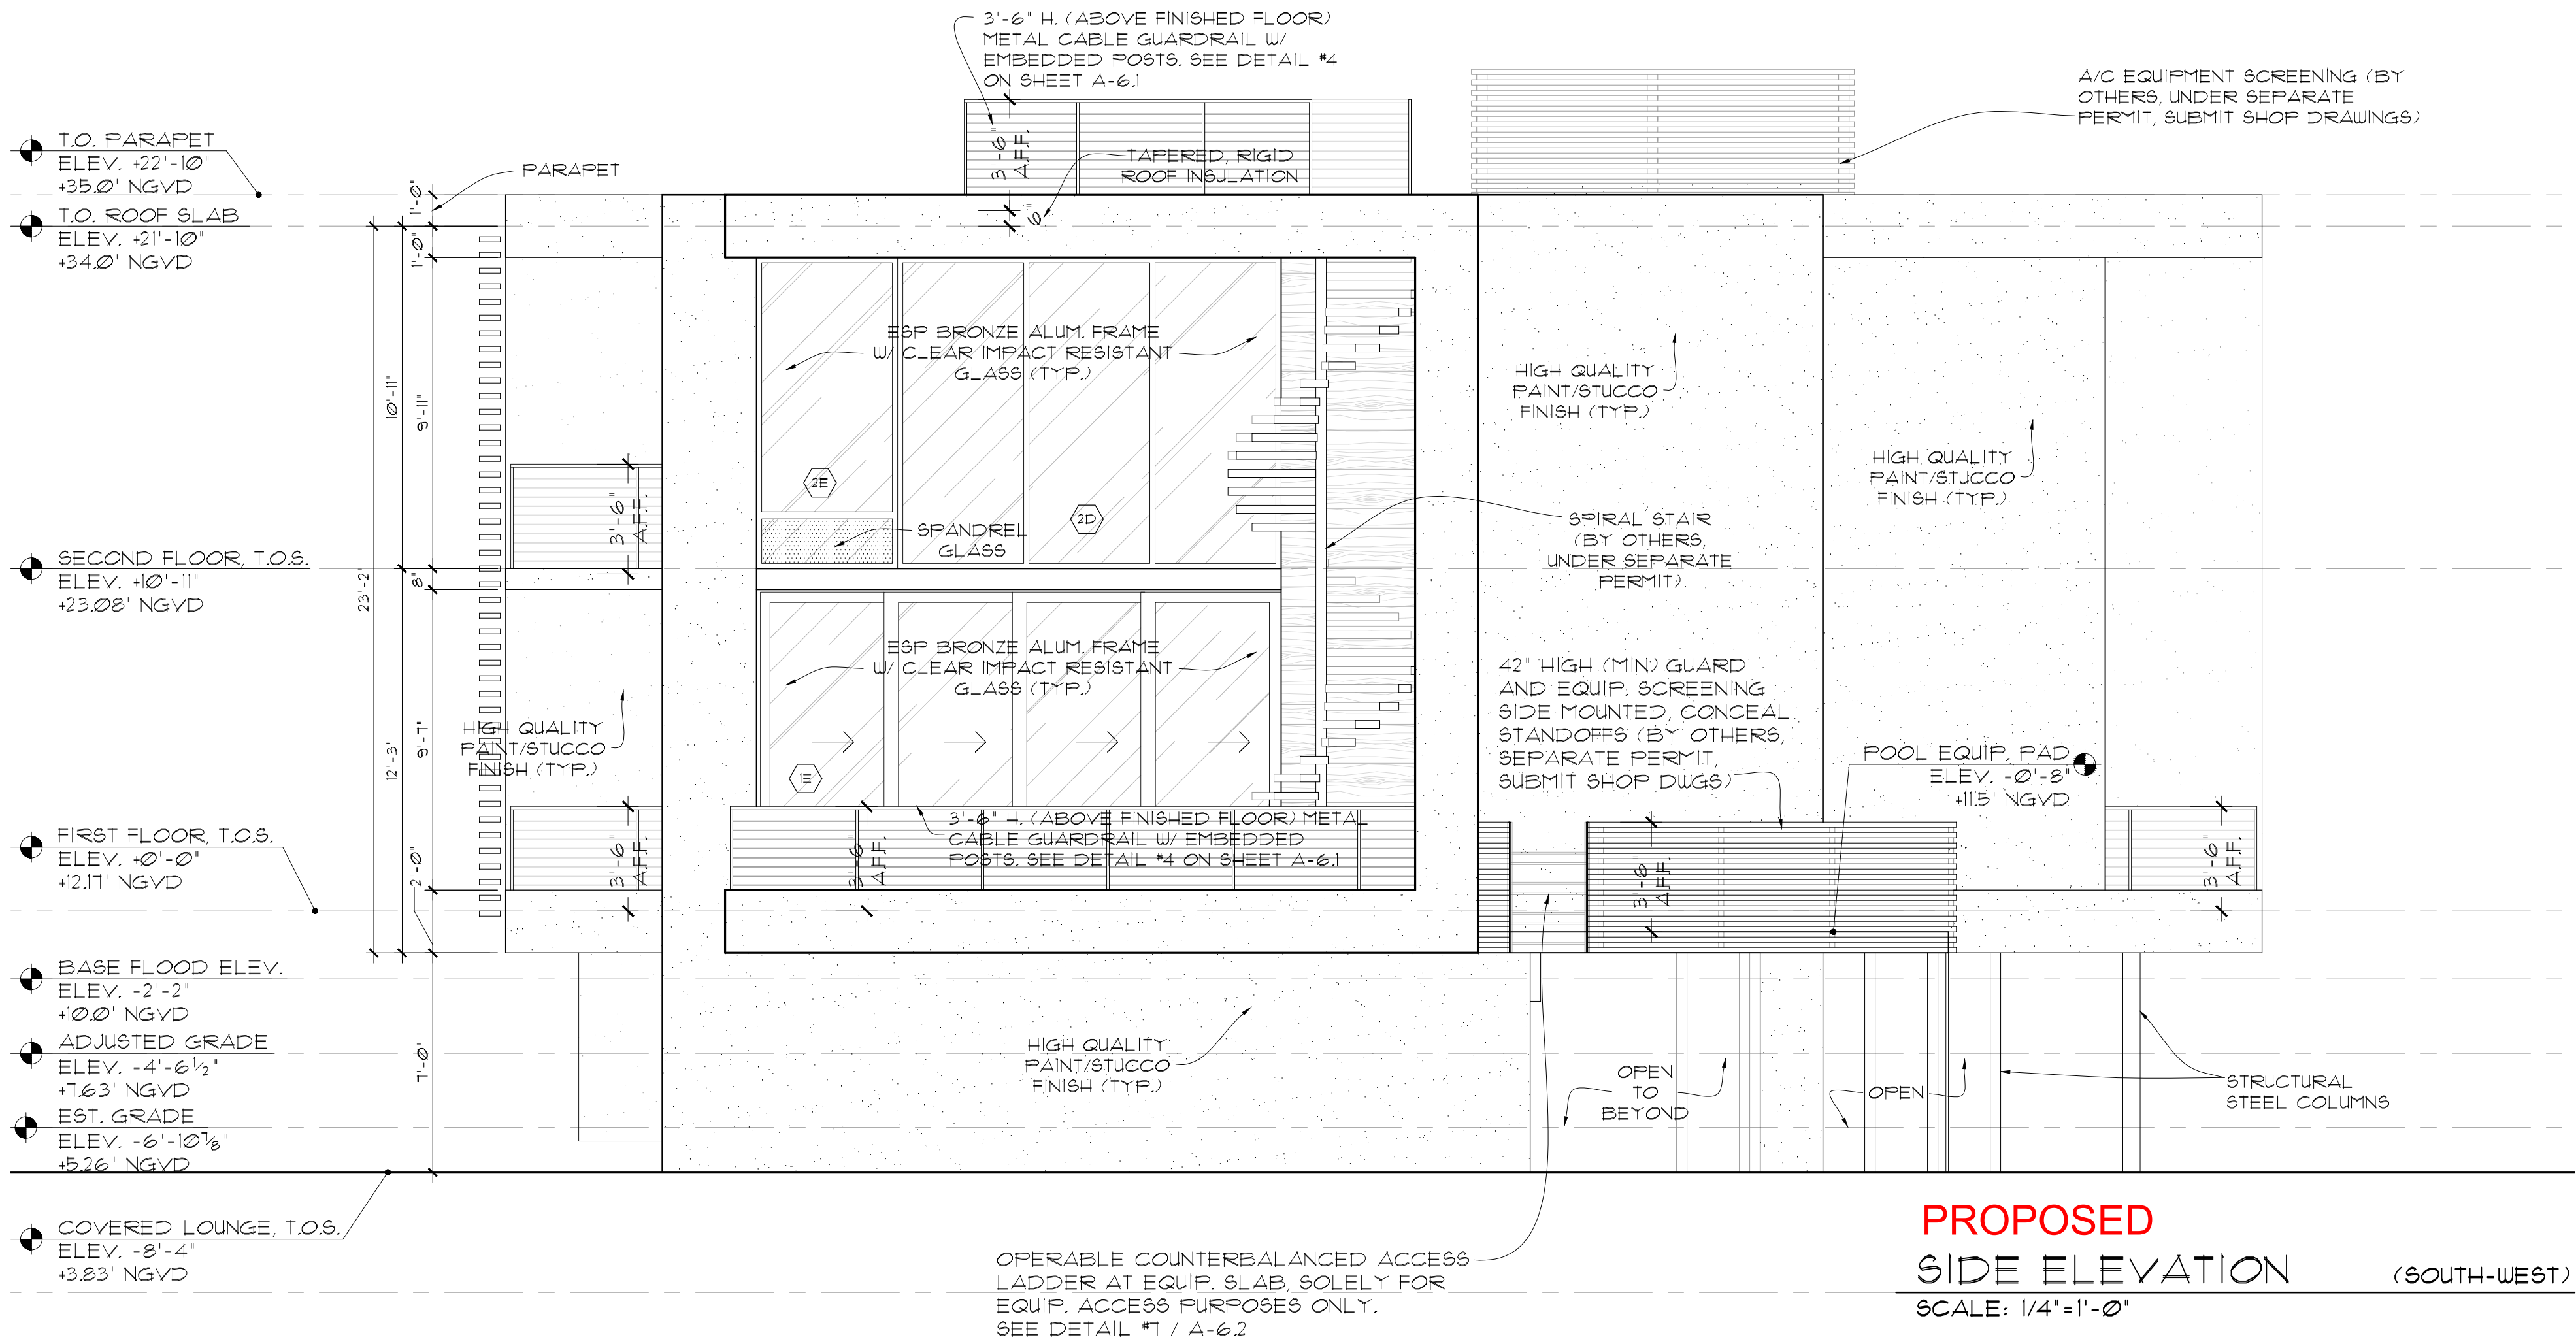 3'-6" H. (ABOVE FINISHED FLOOR)
METAL CABLE GUARDRAIL W/
EMBEDDED POSTS. SEE DETAIL #4
ON SHEET A-6.1
A/C EQUIPMENT SCREENING (BY
OTHERS, UNDER SEPARATE
PERMIT, SUBMIT SHOP DRAWINGS)
T.O. PARAPET
ELEV. +22'-10"
+35.0' NGVD
PARAPET
3'-6"
A.F.F.
TAPERED, RIGID
ROOF INSULATION
6"
1'-0"
T.O. ROOF SLAB
ELEV. +21'-10"
+34.0' NGVD
1'-0"
ESP BRONZE ALUM. FRAME
W/ CLEAR IMPACT RESISTANT
GLASS (TYP.)
HIGH QUALITY
PAINT/STUCCO
FINISH (TYP.)
10'-11"
9'-11"
HIGH QUALITY
PAINT/STUCCO
FINISH (TYP.)
2E
2D
3'-6"
A.F.F.
SPANDREL
GLASS
SPIRAL STAIR
(BY OTHERS,
UNDER SEPARATE
PERMIT)
SECOND FLOOR, T.O.S.
ELEV. +10'-11"
+23.08' NGVD
23'-2"
8"
ESP BRONZE ALUM. FRAME
W/ CLEAR IMPACT RESISTANT
GLASS (TYP.)
42" HIGH (MIN) GUARD
AND EQUIP. SCREENING
SIDE MOUNTED, CONCEAL
STANDOFFS (BY OTHERS,
SEPARATE PERMIT,
SUBMIT SHOP DWGS)
HIGH QUALITY
PAINT/STUCCO
FINISH (TYP.)
12'-3"
9'-7"
1E
POOL EQUIP. PAD
ELEV. -0'-8"
+11.5' NGVD
3'-6" H. (ABOVE FINISHED FLOOR) METAL
CABLE GUARDRAIL W/ EMBEDDED
POSTS. SEE DETAIL #4 ON SHEET A-6.1
3'-6"
A.F.F.
3'-6"
A.F.F.
3'-6"
A.F.F.
3'-6"
A.F.F.
FIRST FLOOR, T.O.S.
ELEV. +0'-0"
+12.17' NGVD
2'-0"
BASE FLOOD ELEV.
ELEV. -2'-2"
+10.0' NGVD
ADJUSTED GRADE
ELEV. -4'-6½"
+7.63' NGVD
7'-0"
EST. GRADE
ELEV. -6'-10⅞"
+5.26' NGVD
HIGH QUALITY
PAINT/STUCCO
FINISH (TYP.)
OPEN
TO
BEYOND
OPEN
STRUCTURAL
STEEL COLUMNS
COVERED LOUNGE, T.O.S.
ELEV. -8'-4"
+3.83' NGVD
OPERABLE COUNTERBALANCED ACCESS
LADDER AT EQUIP. SLAB, SOLELY FOR
EQUIP. ACCESS PURPOSES ONLY.
SEE DETAIL #7 / A-6.2
PROPOSED
SIDE ELEVATION (SOUTH-WEST)
SCALE: 1/4"=1'-0"